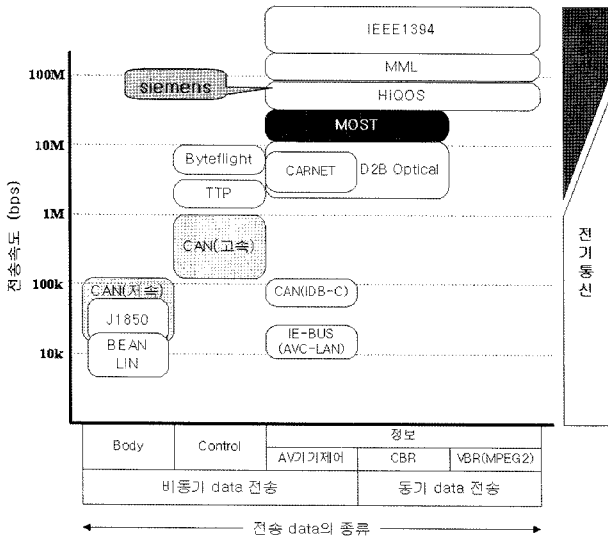 IEEE1394
100M
MML
siemens
HiQOS
MOST
10M
Byteflight
CARNET
D2B Optical
TTP
1M
CAN(고속)
전송속도 (bps)
전기통신
100k
CAN(저속)
CAN(IDB-C)
J1850
BEAN
LIN
IE-BUS
(AVC-LAN)
10k
Body
Control
정보
AV기기제어
CBR
VBR(MPEG2)
비동기 data 전송
동기 data 전송
전송 data의 종류